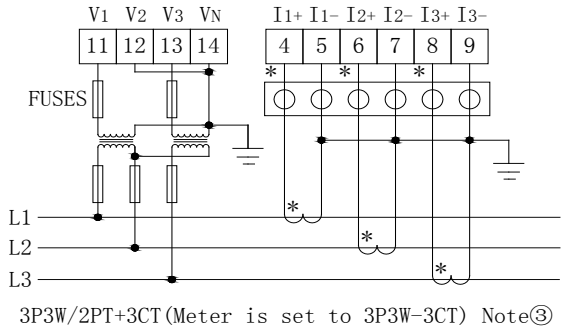 V1 V2 V3 VN I1+ I1- I2+ I2- I3+ I3-
11 12 13 14 4 5 6 7 8 9
* * *
FUSES
*
L1
*
L2
*
L3
3P3W/2PT+3CT(Meter is set to 3P3W-3CT) Note③